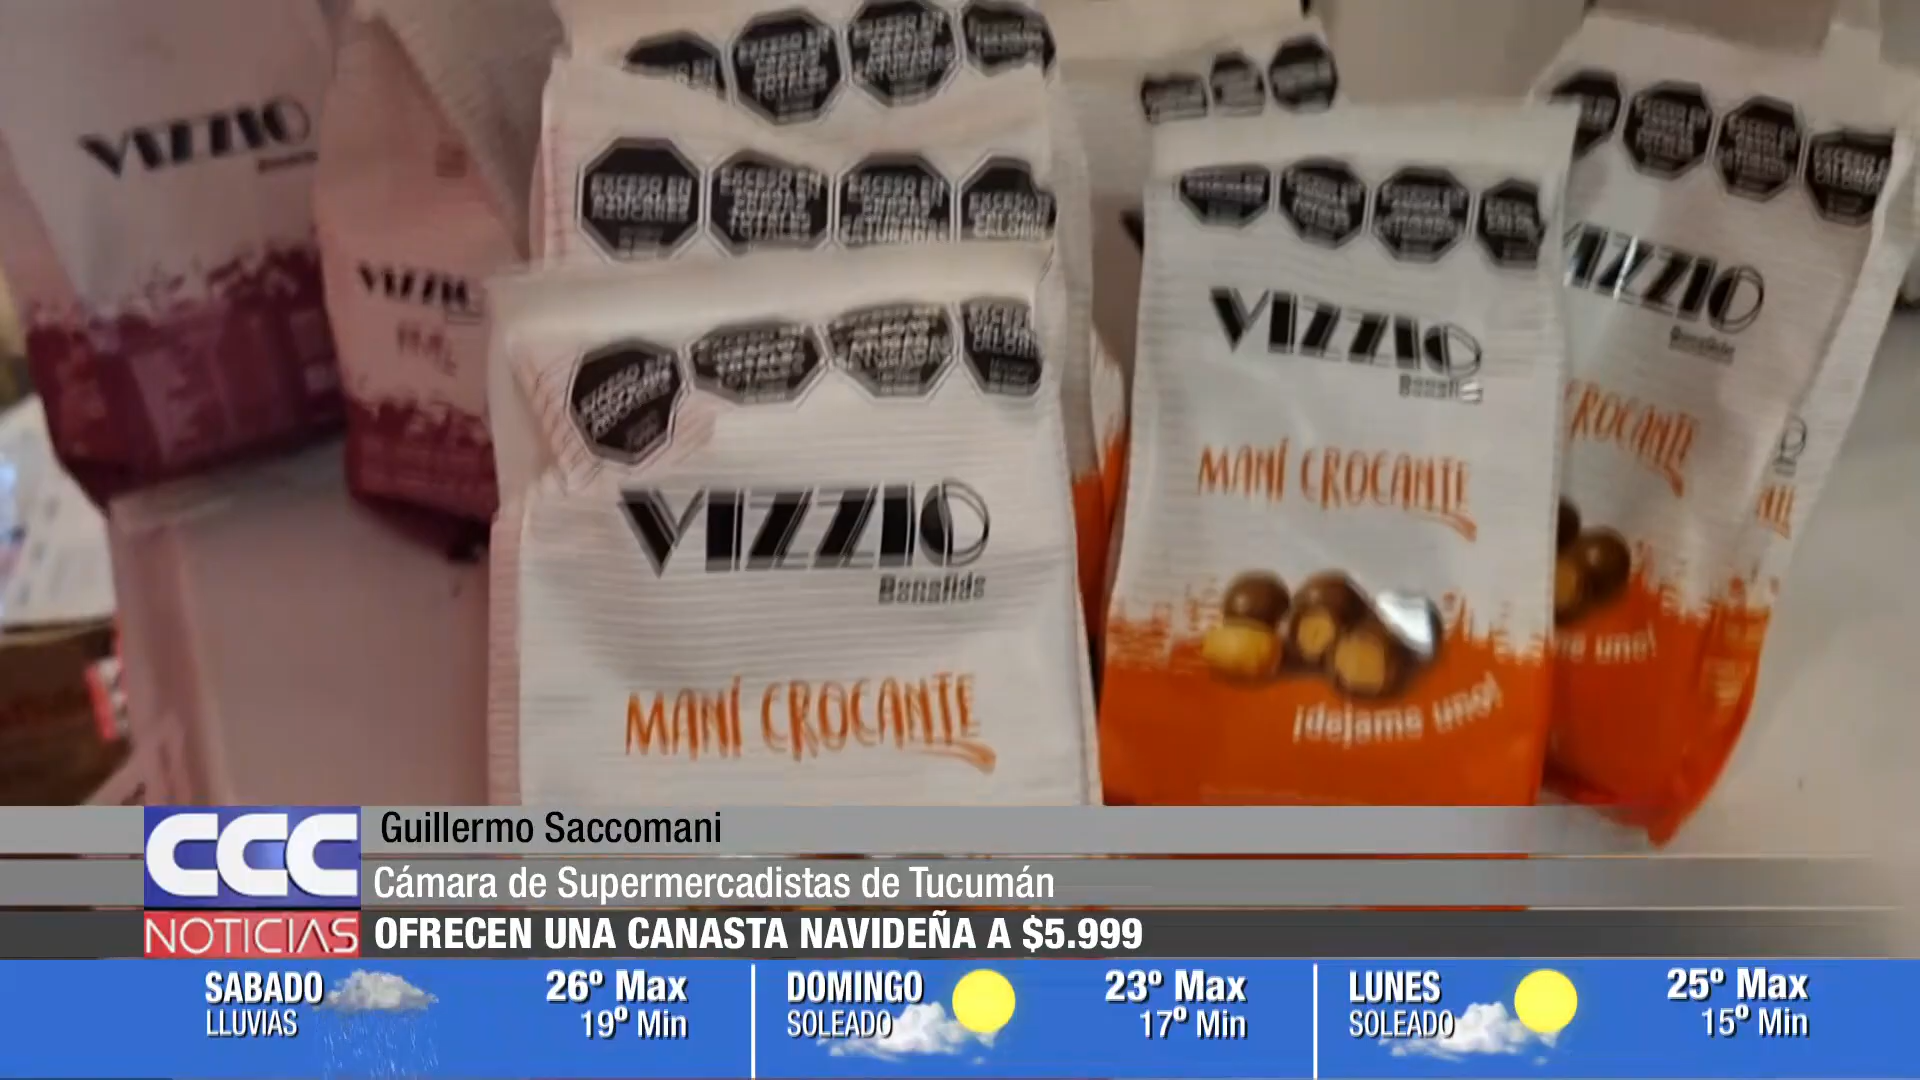 VIZZIO
VIZZIO
EXCESO EN AZÚCARES
EXCESO EN GRASAS TOTALES
EXCESO EN GRASAS SATURADAS
EXCESO EN CALORÍAS
VIZZIO
Bonafide
MANÍ CROCANTE
VIZZIO
Bonafide
MANÍ CROCANTE
¡dejame uno!
VIZZIO
Bonafide
CROCANTE
uno!
CCC
NOTICIAS
Guillermo Saccomani
Cámara de Supermercadistas de Tucumán
OFRECEN UNA CANASTA NAVIDEÑA A $5.999
SABADO
LLUVIAS
26º Max
19º Min
DOMINGO
SOLEADO
23º Max
17º Min
LUNES
SOLEADO
25º Max
15º Min